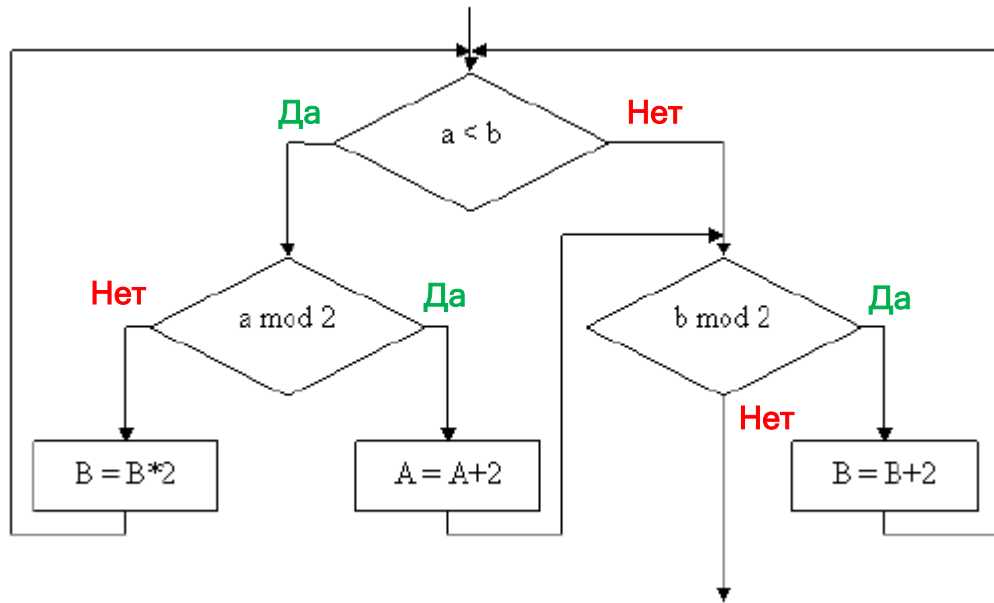 Да
Нет
a < b
Нет
Да
Да
a mod 2
b mod 2
Нет
B = B*2
A = A+2
B = B+2